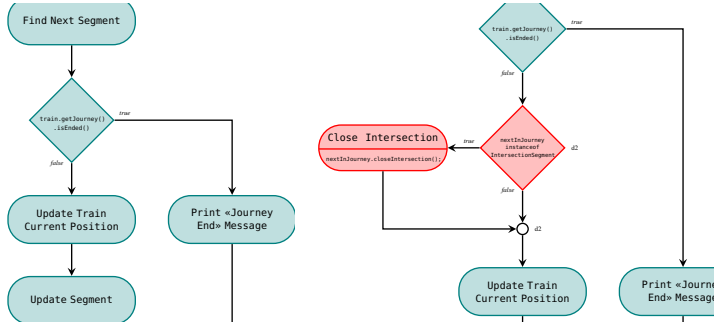 Find Next Segment
train.getJourney()
.isEnded()
true
false
Update Train
Current Position
Print «Journey
End» Message
Update Segment
train.getJourney()
.isEnded()
true
false
nextInJourney
instanceof
IntersectionSegment
d2
true
false
Close Intersection
nextInJourney.closeIntersection();
d2
Update Train
Current Position
Print «Journe
End» Message